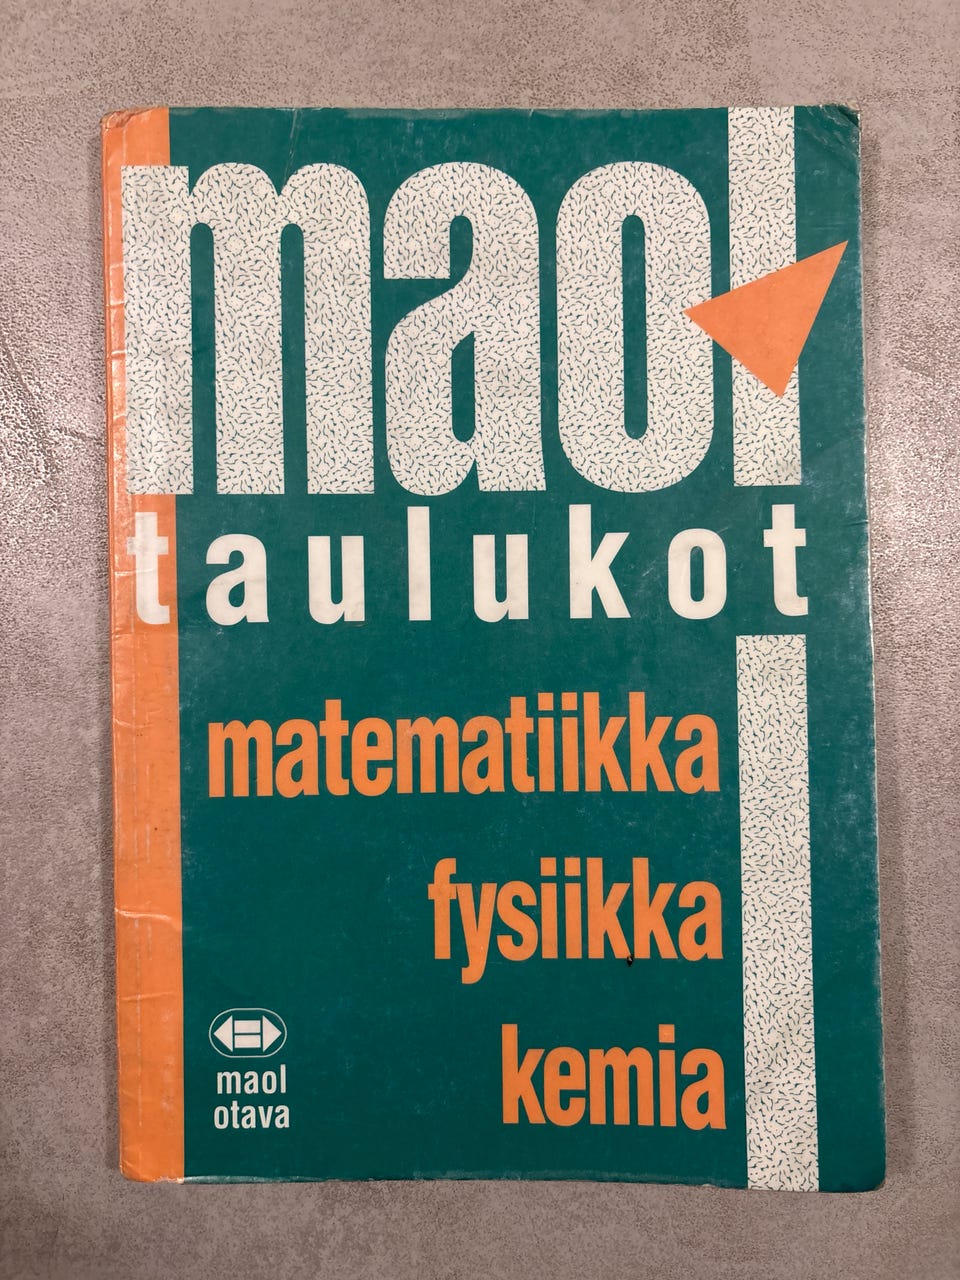 maol
taulukot
matematiikka
fysiikka
kemia
maol
otava